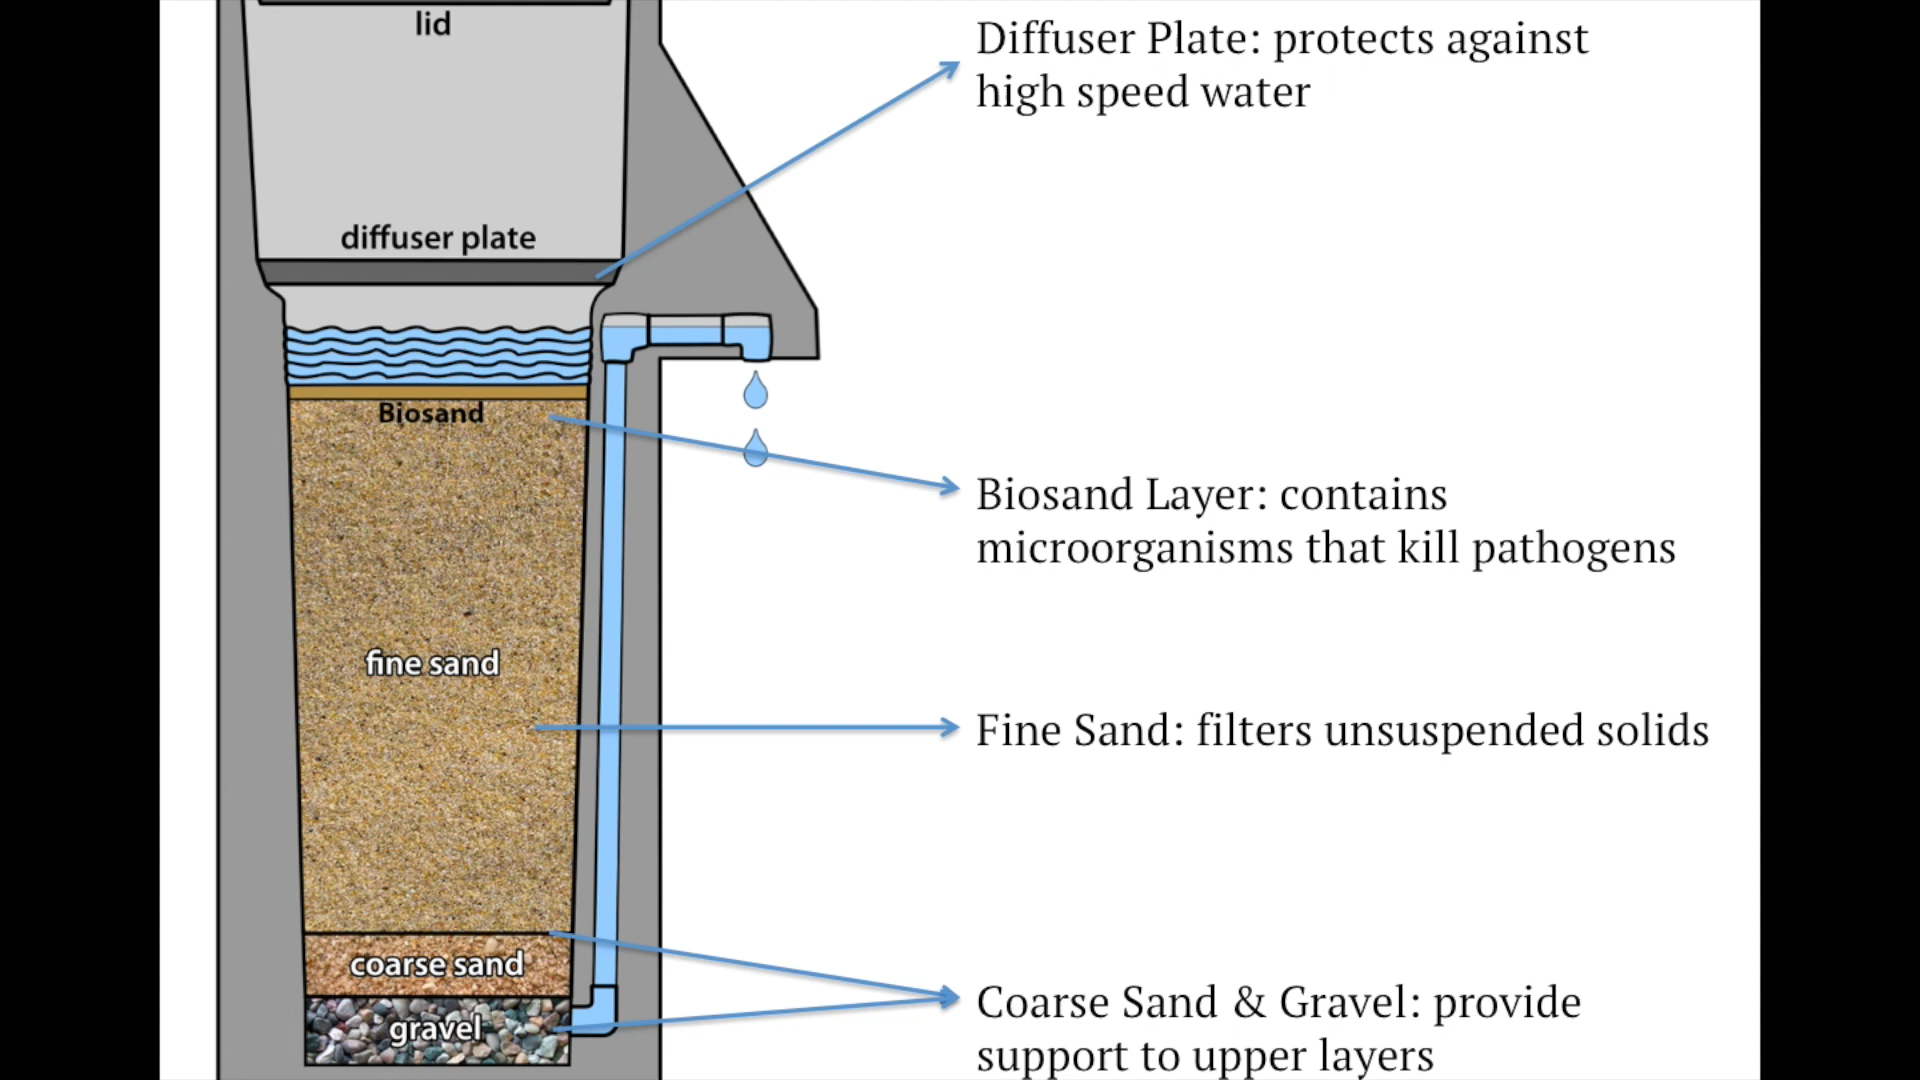 lid
Diffuser Plate: protects against
high speed water
diffuser plate
Biosand
Biosand Layer: contains
microorganisms that kill pathogens
fine sand
Fine Sand: filters unsuspended solids
coarse sand
gravel
Coarse Sand & Gravel: provide
support to upper layers